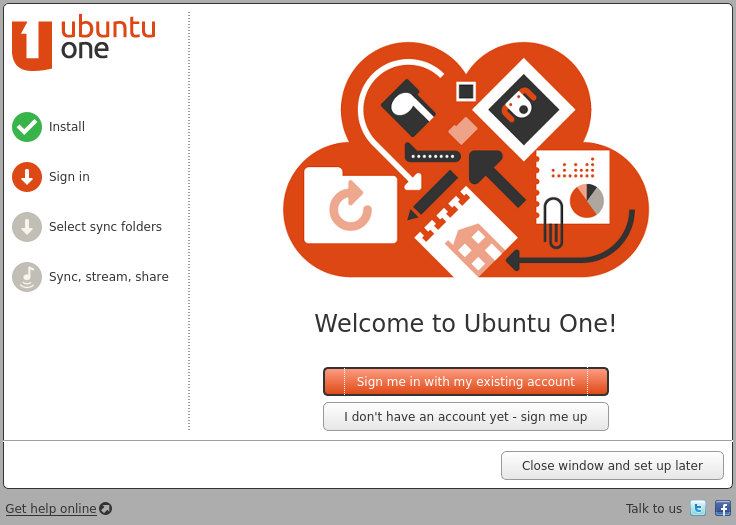 ubuntu
one
Install
Sign in
Select sync folders
Sync, stream, share
Welcome to Ubuntu One!
Sign me in with my existing account
I don't have an account yet - sign me up
Close window and set up later
Get help online
Talk to us